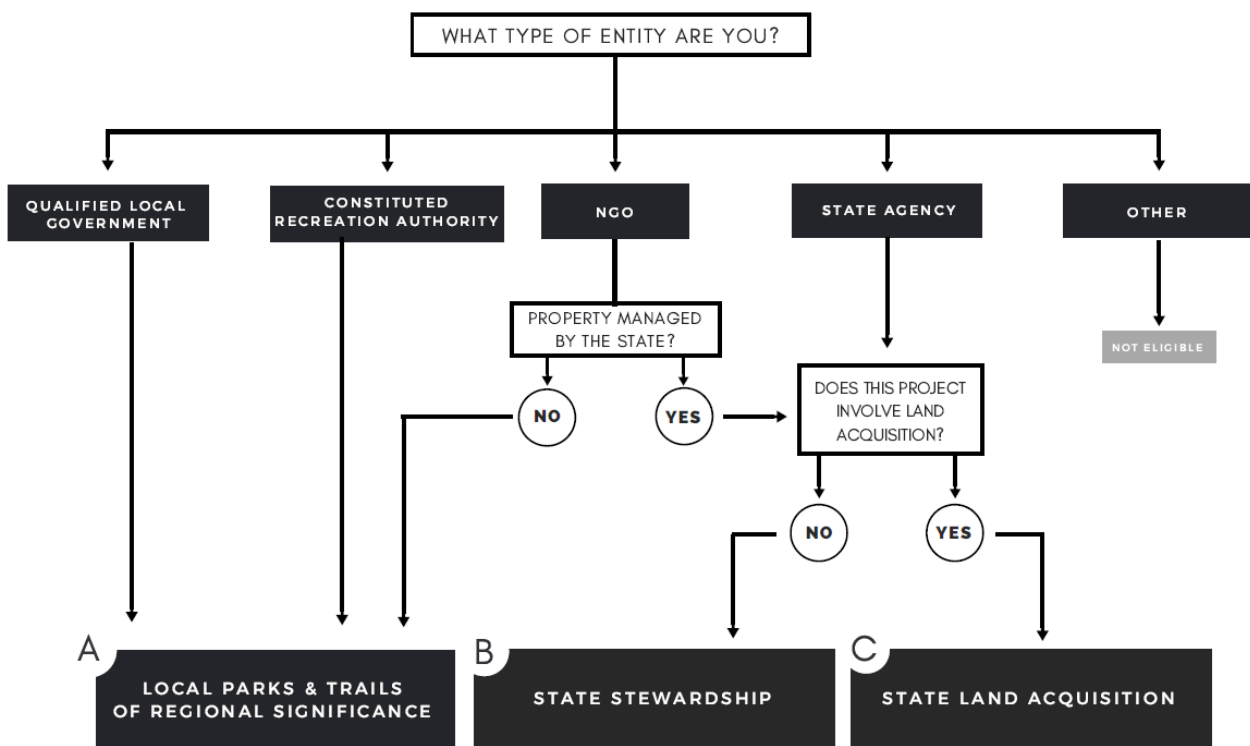 WHAT TYPE OF ENTITY ARE YOU?
QUALIFIED LOCAL
GOVERNMENT
CONSTITUTED
RECREATION AUTHORITY
NGO
STATE AGENCY
OTHER
PROPERTY MANAGED
BY THE STATE?
NOT ELIGIBLE
NO
YES
DOES THIS PROJECT
INVOLVE LAND
ACQUISITION?
NO
YES
A
LOCAL PARKS & TRAILS
OF REGIONAL SIGNIFICANCE
B
STATE STEWARDSHIP
C
STATE LAND ACQUISITION